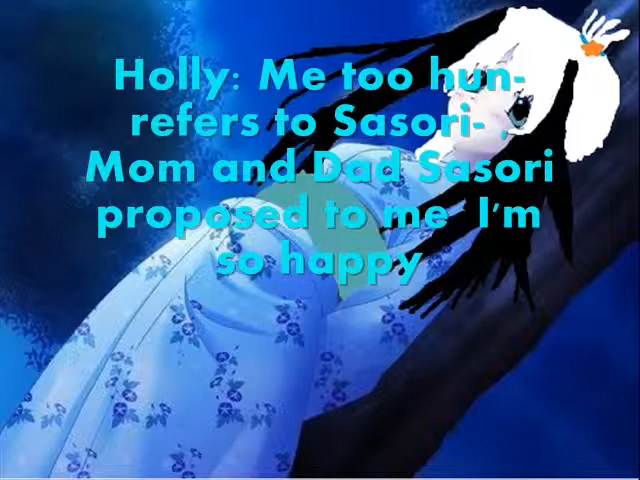 Holly: Me too hun-
refers to Sasori- ,
Mom and Dad Sasori
proposed to me  I'm
so happy